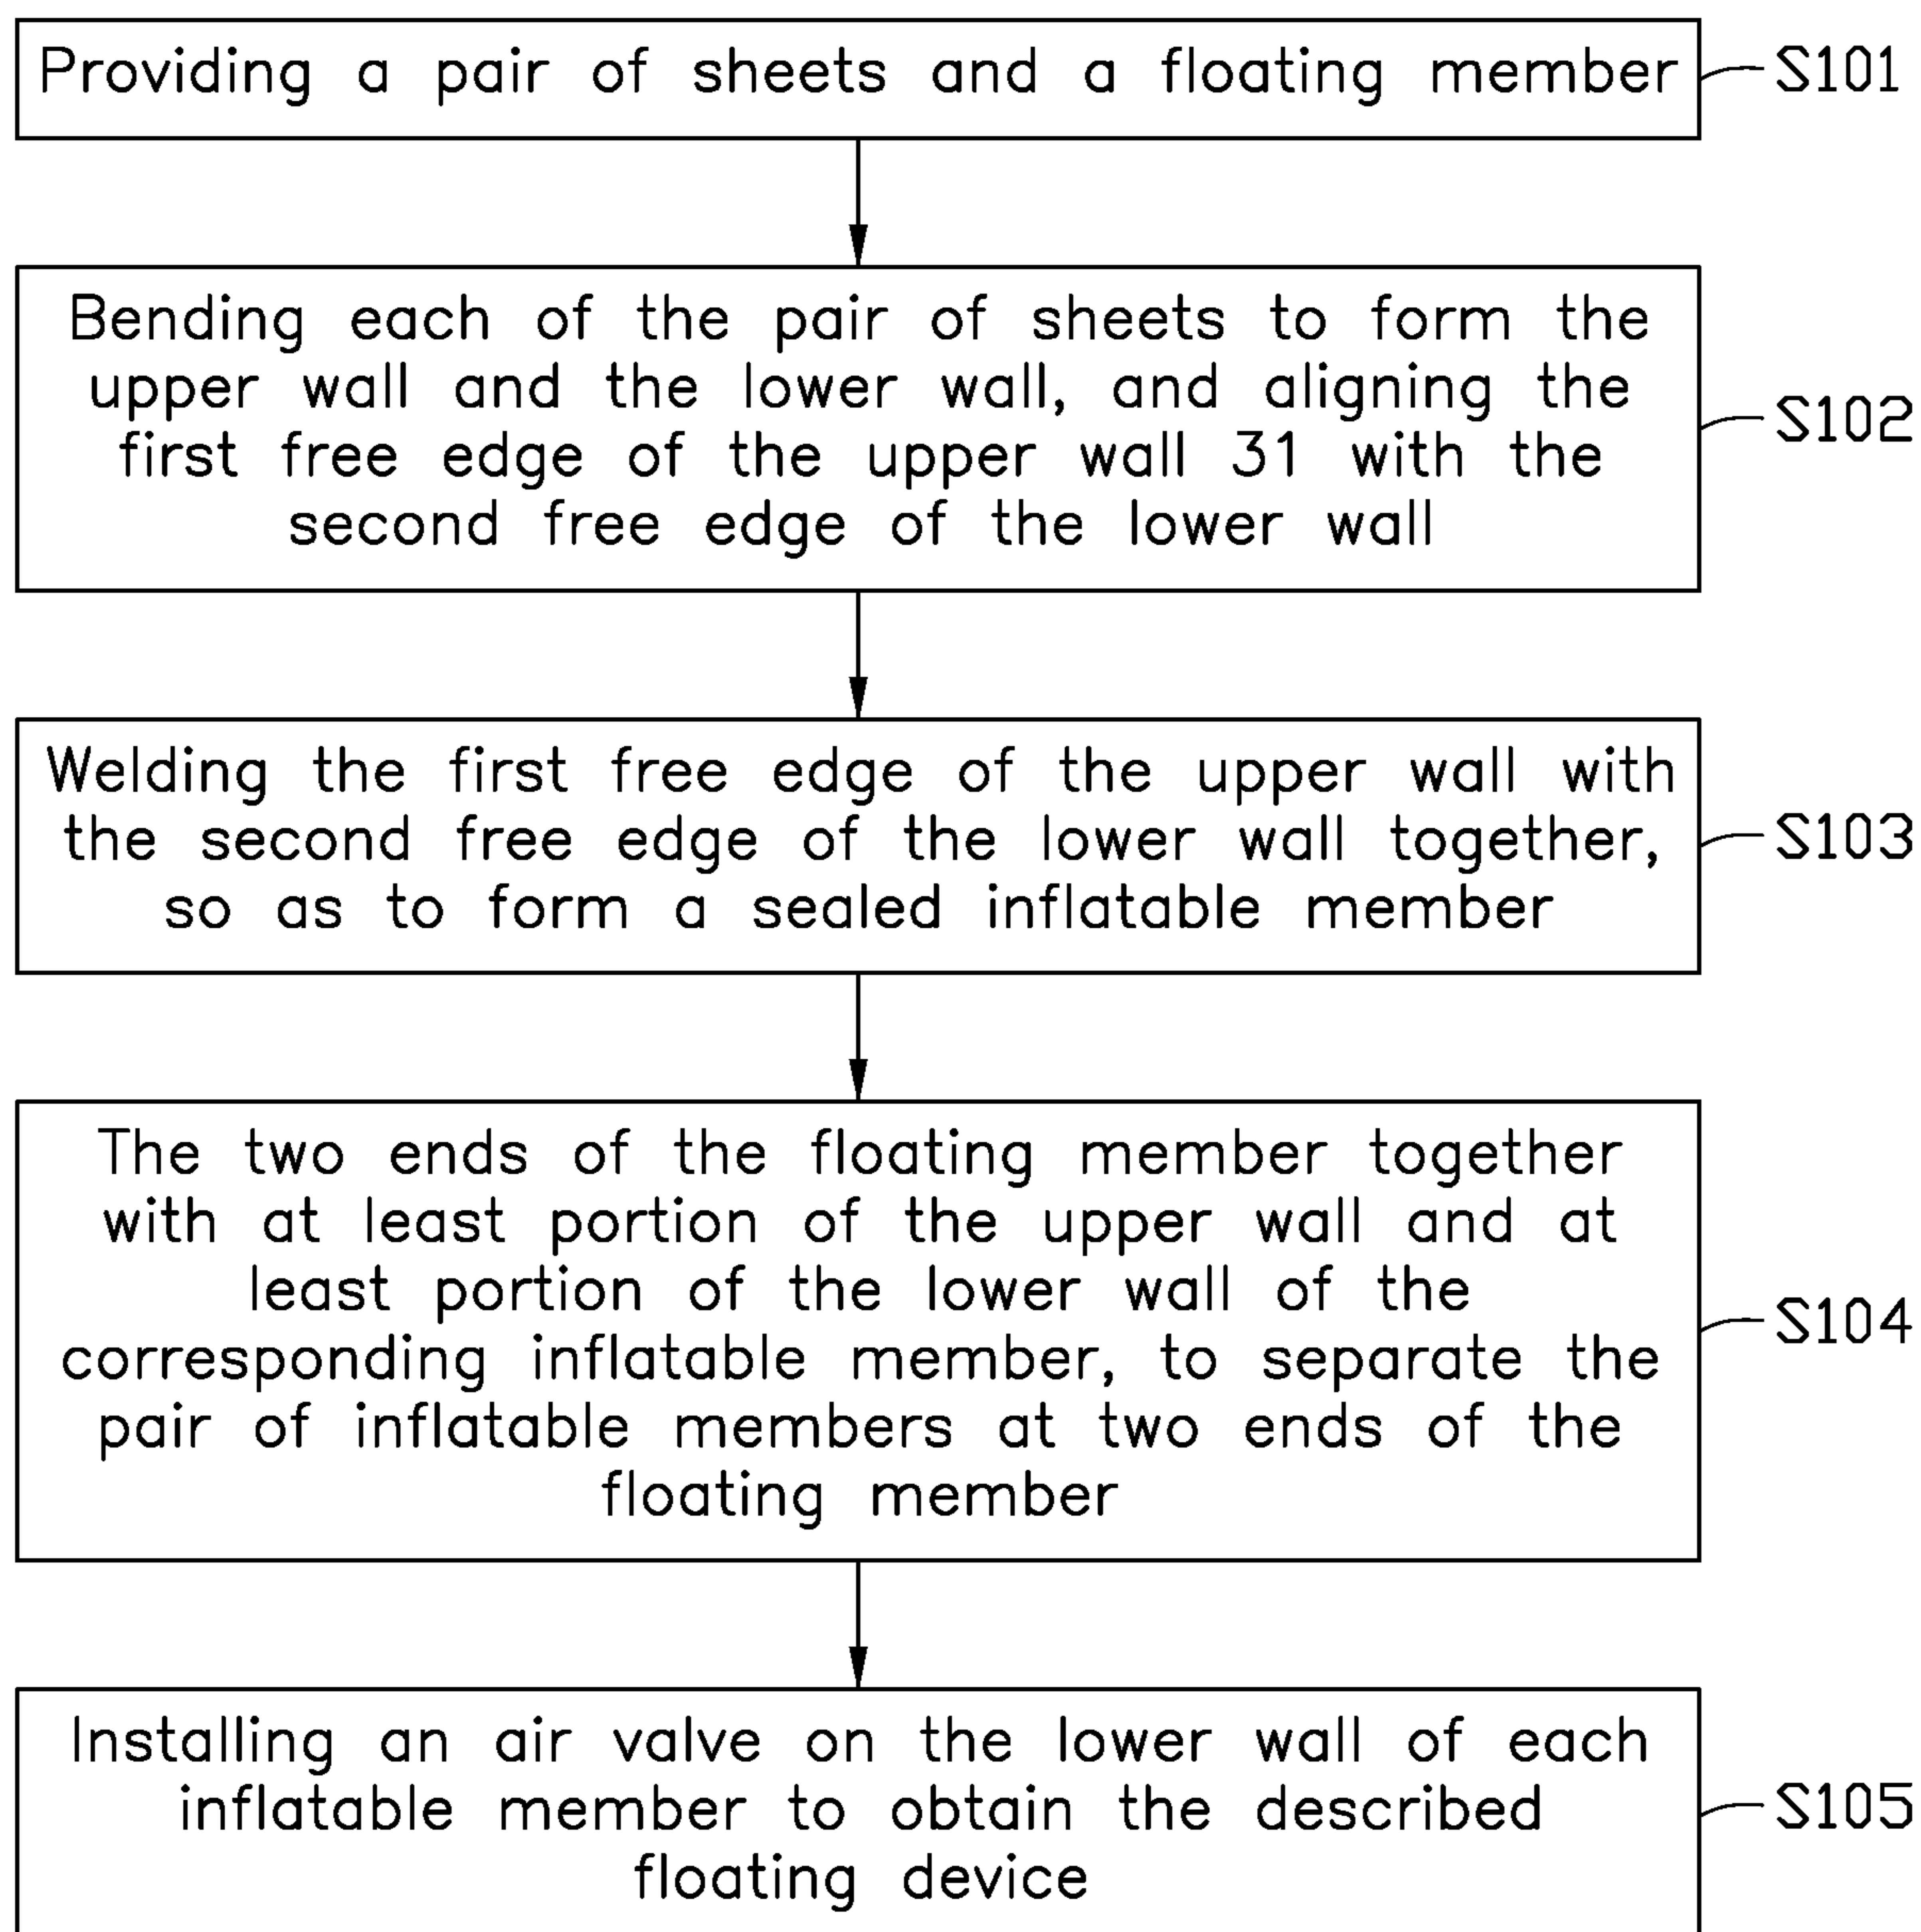 Providing a pair of sheets and a floating member
S101
Bending each of the pair of sheets to form the
upper wall and the lower wall, and aligning the
first free edge of the upper wall 31 with the
second free edge of the lower wall
S102
Welding the first free edge of the upper wall with
the second free edge of the lower wall together,
so as to form a sealed inflatable member
S103
The two ends of the floating member together
with at least portion of the upper wall and at
least portion of the lower wall of the
corresponding inflatable member, to separate the
pair of inflatable members at two ends of the
floating member
S104
Installing an air valve on the lower wall of each
inflatable member to obtain the described
floating device
S105